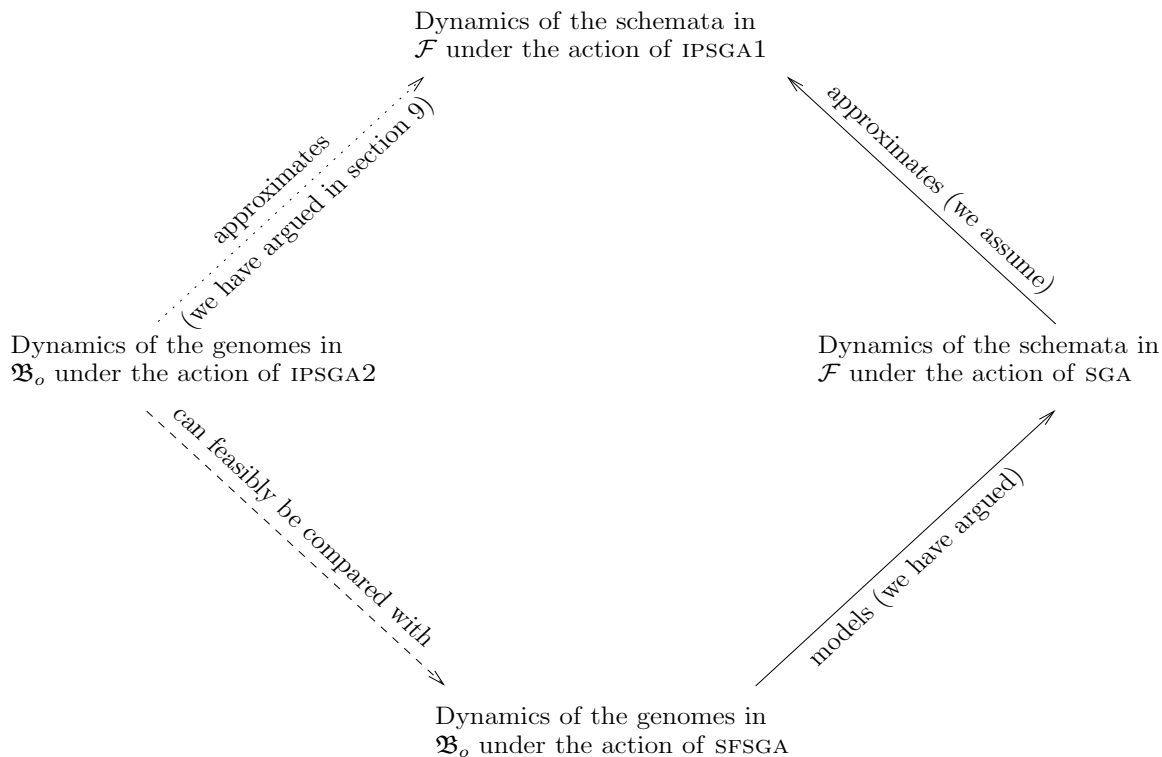 Dynamics of the schemata in
ℱ under the action of IPSGA1
approximates
(we have argued in section 9)
approximates (we assume)
Dynamics of the genomes in
𝔅ₒ under the action of IPSGA2
Dynamics of the schemata in
ℱ under the action of SGA
can feasibly be compared with
models (we have argued)
Dynamics of the genomes in
𝔅ₒ under the action of SFSGA